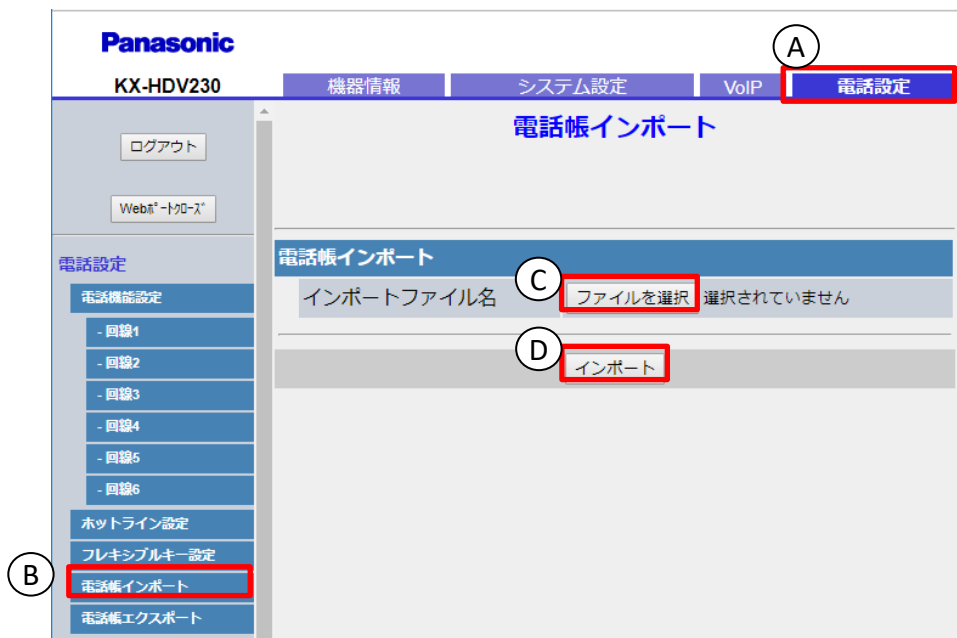 Panasonic
A
KX-HDV230
機器情報 システム設定 VoIP 電話設定
電話帳インポート
ログアウト
Webﾎﾟｰﾄｸﾛｰｽﾞ
電話設定
電話機能設定
- 回線1
- 回線2
- 回線3
- 回線4
- 回線5
- 回線6
ホットライン設定
フレキシブルキー設定
B 電話帳インポート
電話帳エクスポート
電話帳インポート
インポートファイル名 C ファイルを選択 選択されていません
D インポート